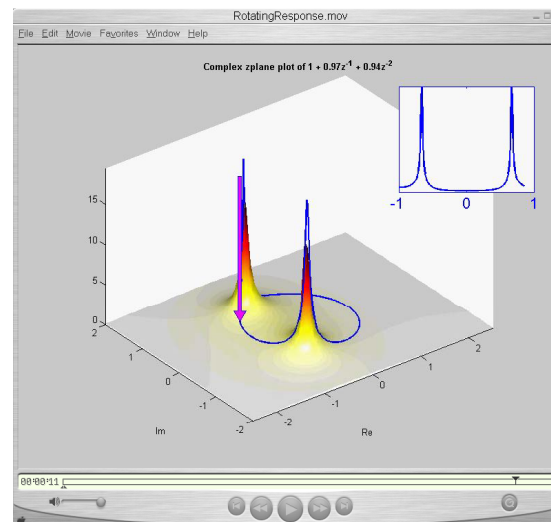 RotatingResponse.mov
File Edit Movie Favorites Window Help
Complex zplane plot of 1 + 0.97z⁻¹ + 0.94z⁻²
-1 0 1
15
10
5
0
2
1
0
-1
-2
Im
-2
-1
0
1
2
Re
00:00:11